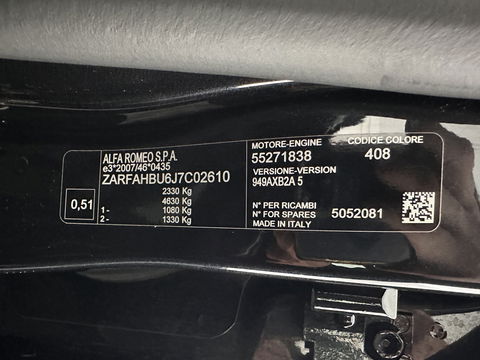 ALFA ROMEO S.P.A.
e3*2007/46*0435
ZARFAHBU6J7C02610
0,51
2330 Kg
4630 Kg
1- 1080 Kg
2- 1330 Kg
MOTORE-ENGINE
55271838
CODICE COLORE
408
VERSIONE-VERSION
949AXB2A 5
N° PER RICAMBI
N° FOR SPARES 5052081
MADE IN ITALY